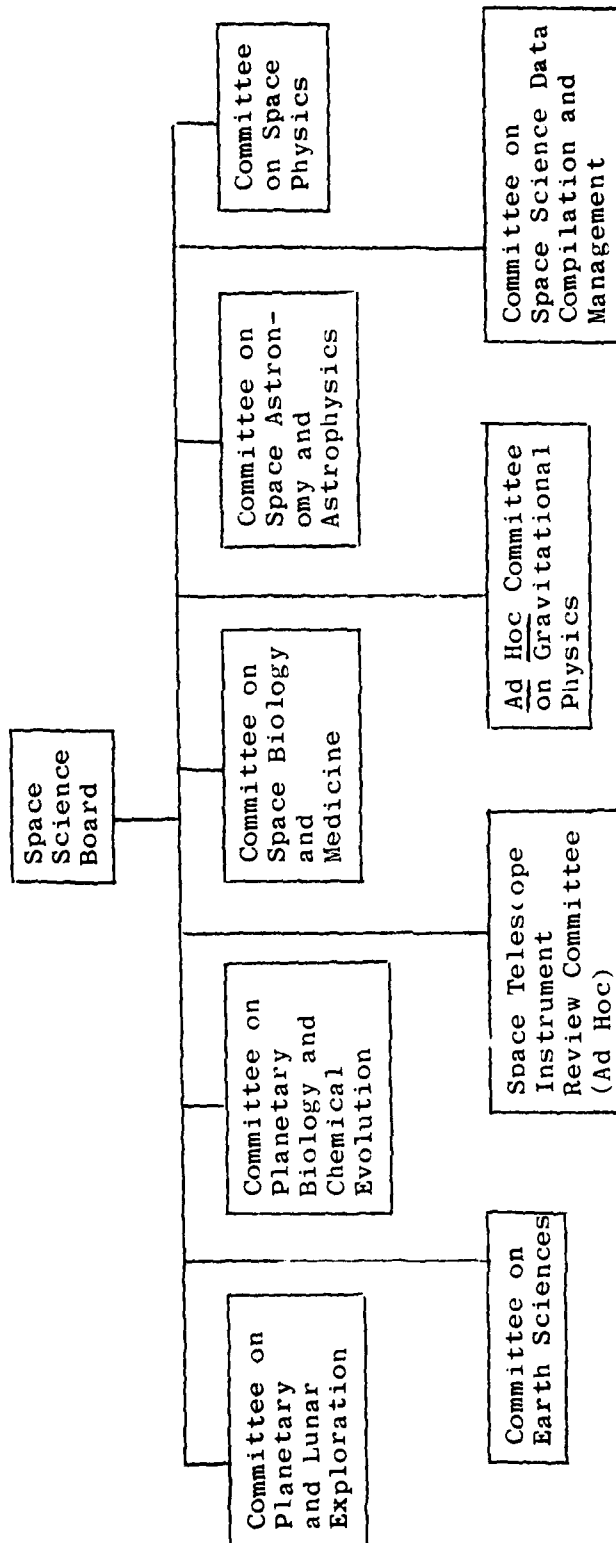 Space
Science
Board
Committee on
Planetary
and Lunar
Exploration
Committee on
Planetary
Biology and
Chemical
Evolution
Committee on
Space Biology
and
Medicine
Committee on
Space Astron-
omy and
Astrophysics
Committee
on Space
Physics
Committee on
Earth Sciences
Space Telescope
Instrument
Review Committee
(Ad Hoc)
Ad Hoc Committee
on Gravitational
Physics
Committee on
Space Science Data
Compilation and
Management